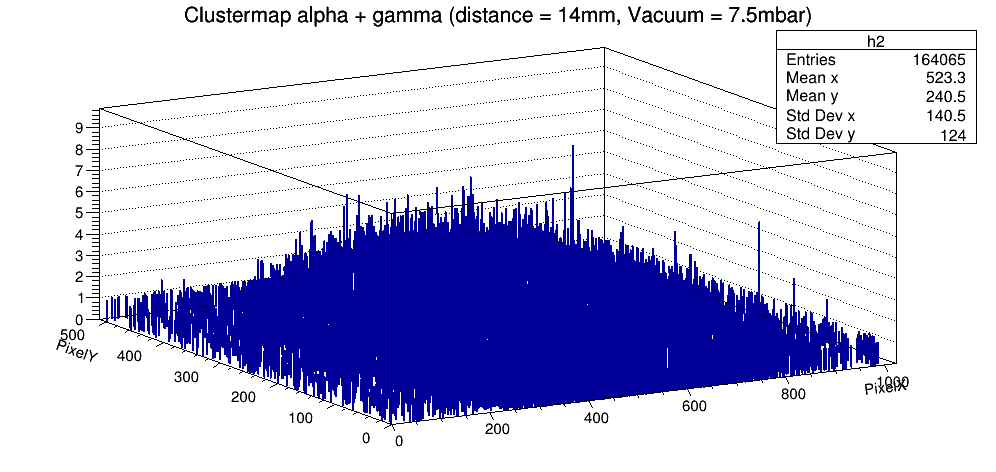 Clustermap alpha + gamma (distance = 14mm, Vacuum = 7.5mbar)
h2
Entries 164065
Mean x 523.3
Mean y 240.5
Std Dev x 140.5
Std Dev y 124
9
8
7
6
5
4
3
2
1
0
500
PixelY
400
300
200
100
0
0
200
400
600
800
1000
PixelX